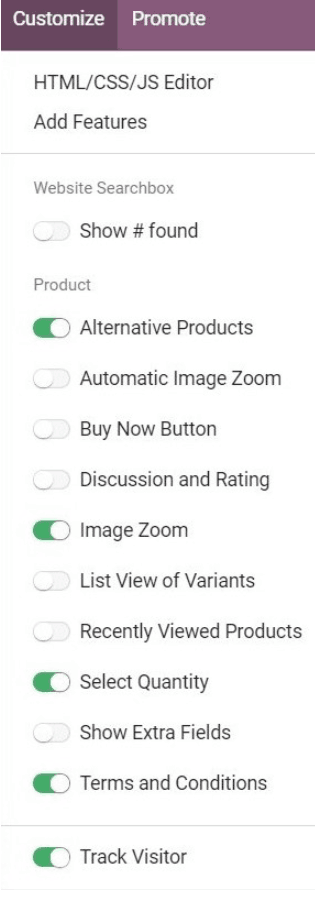 Customize Promote
HTML/CSS/JS Editor
Add Features
Website Searchbox
Show # found
Product
Alternative Products
Automatic Image Zoom
Buy Now Button
Discussion and Rating
Image Zoom
List View of Variants
Recently Viewed Products
Select Quantity
Show Extra Fields
Terms and Conditions
Track Visitor